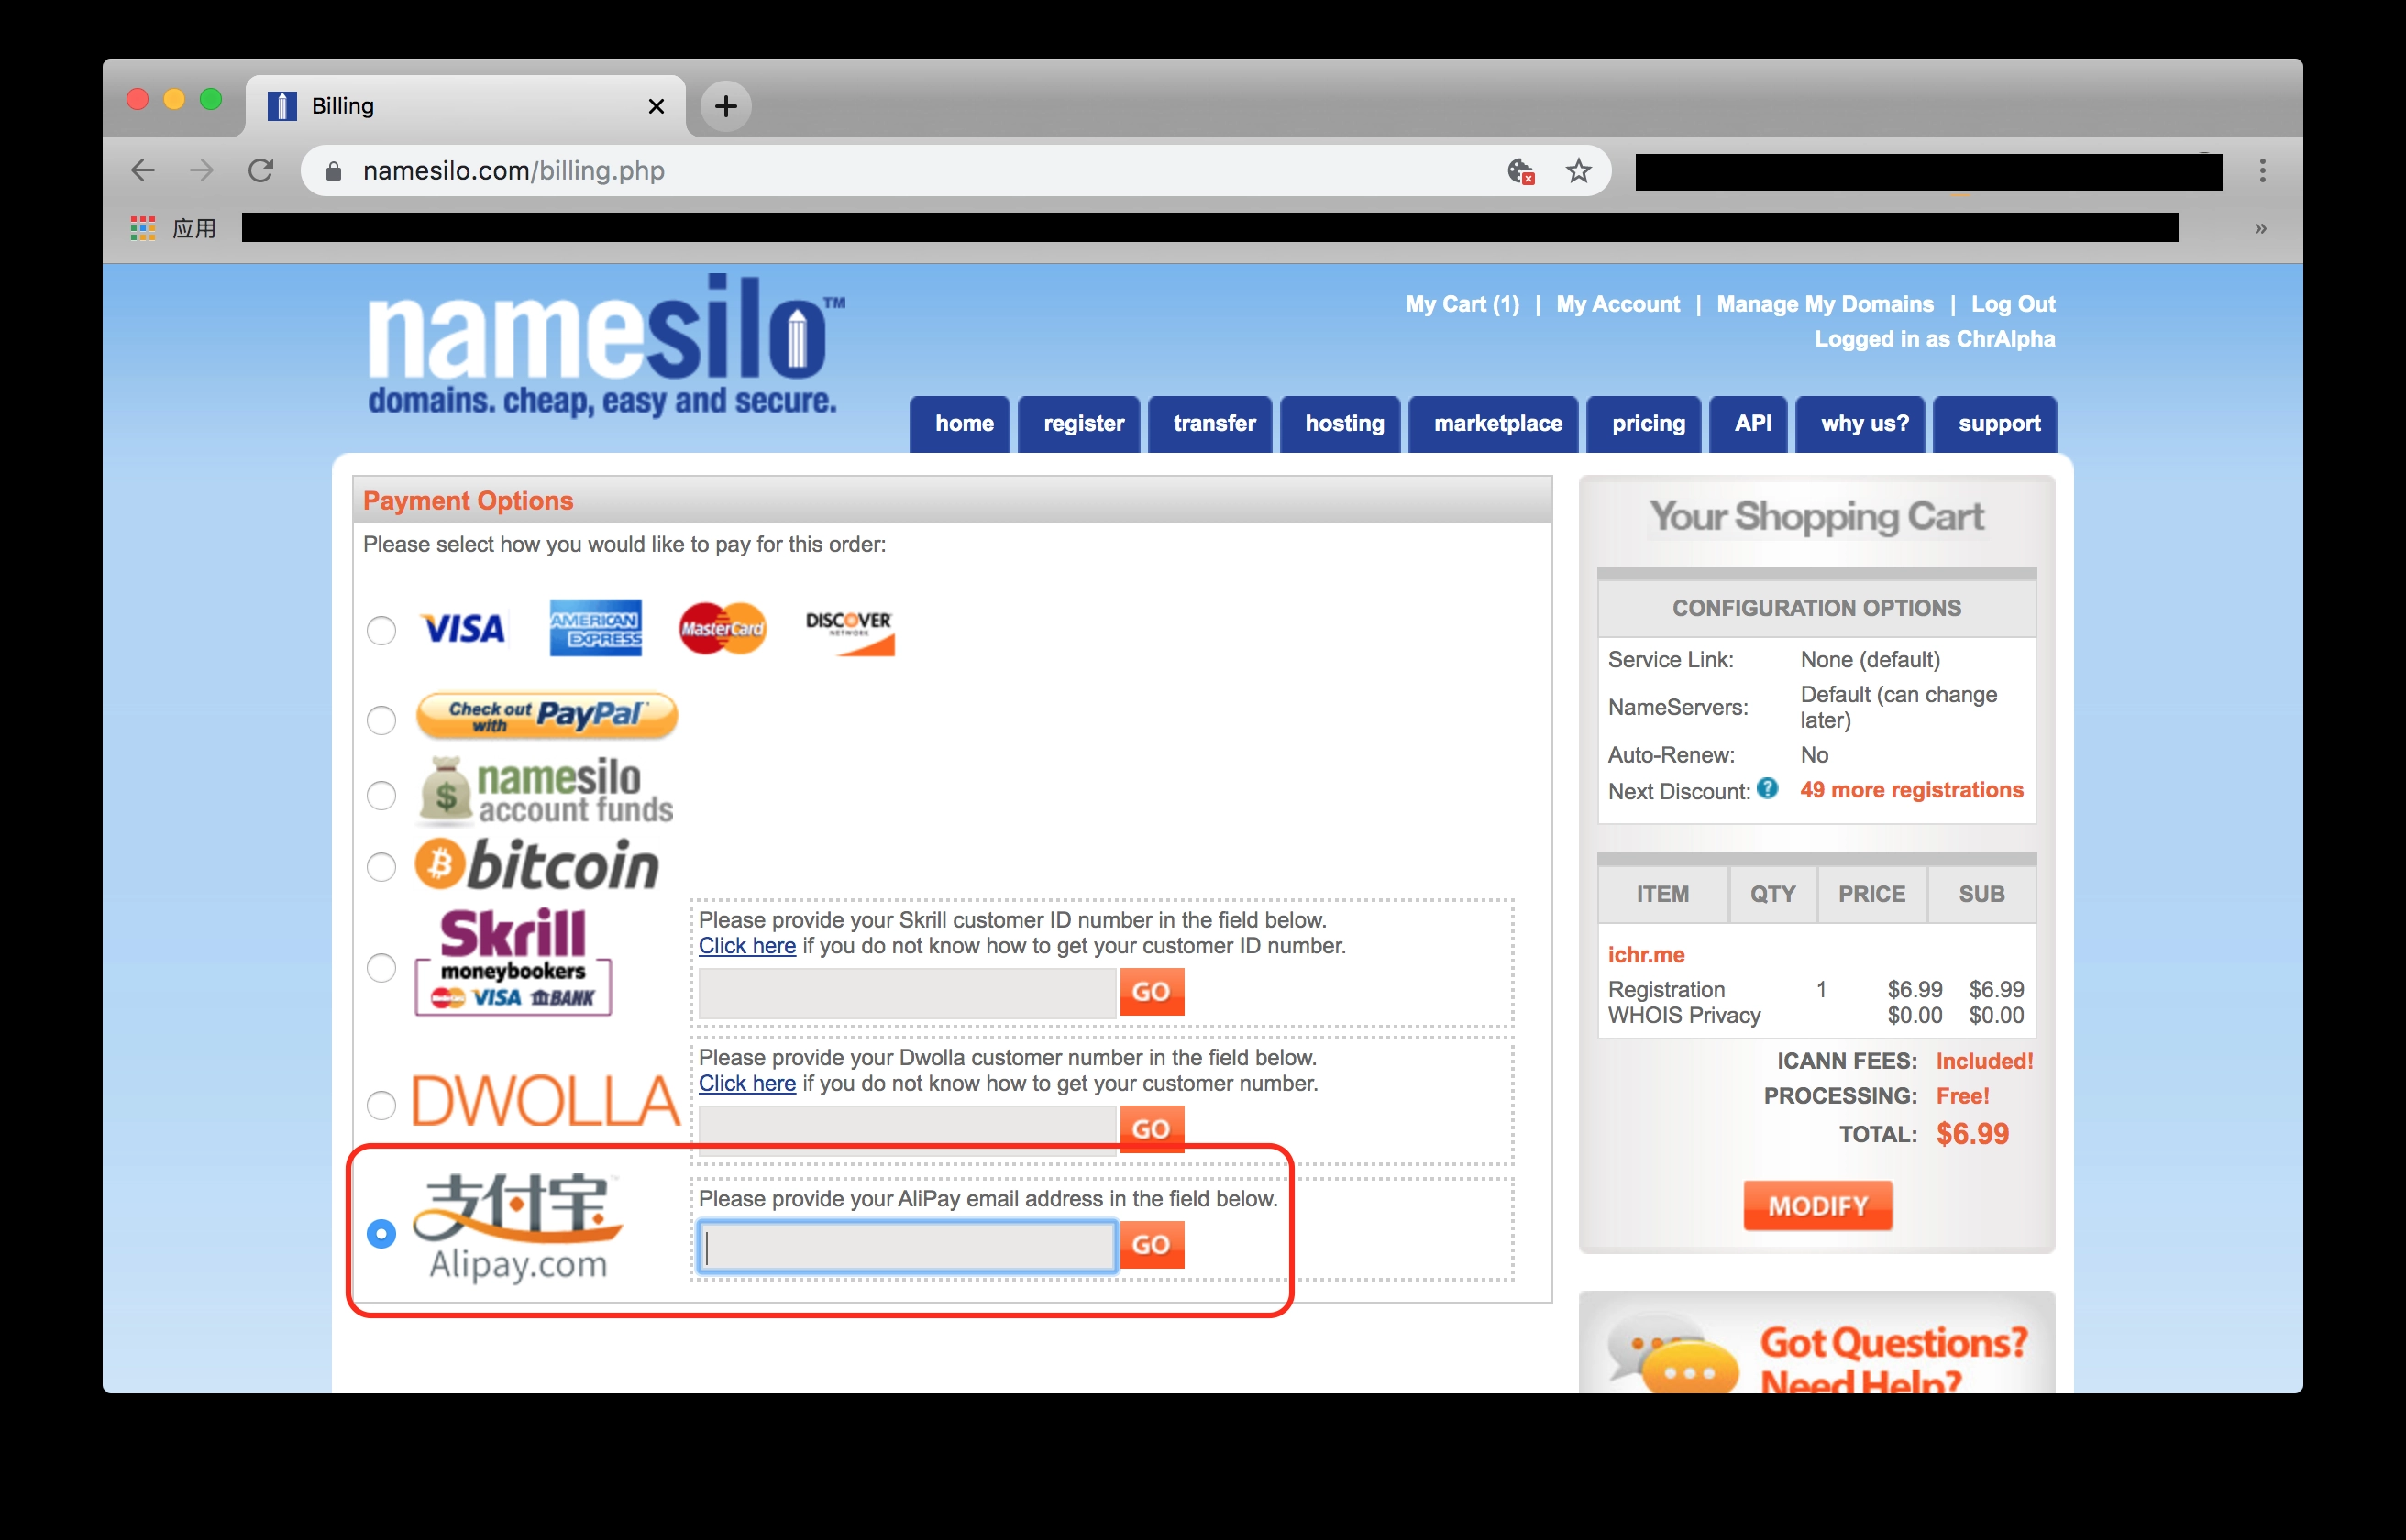 Billing
namesilo.com/billing.php
应用
namesilo™
domains. cheap, easy and secure.
My Cart (1) | My Account | Manage My Domains | Log Out
Logged in as ChrAlpha
home register transfer hosting marketplace pricing API why us? support
Payment Options
Please select how you would like to pay for this order:
VISA AMERICAN EXPRESS MasterCard DISCOVER NETWORK
Check out with PayPal
namesilo
account funds
bitcoin
Skrill
moneybookers
VISA BANK
Please provide your Skrill customer ID number in the field below.
Click here if you do not know how to get your customer ID number.
GO
DWOLLA
Please provide your Dwolla customer number in the field below.
Click here if you do not know how to get your customer number.
GO
支付宝
Alipay.com
Please provide your AliPay email address in the field below.
GO
Your Shopping Cart
CONFIGURATION OPTIONS
Service Link: None (default)
NameServers: Default (can change
later)
Auto-Renew: No
Next Discount: ? 49 more registrations
ITEM QTY PRICE SUB
ichr.me
Registration 1 $6.99 $6.99
WHOIS Privacy $0.00 $0.00
ICANN FEES: Included!
PROCESSING: Free!
TOTAL: $6.99
MODIFY
Got Questions?
Need Help?